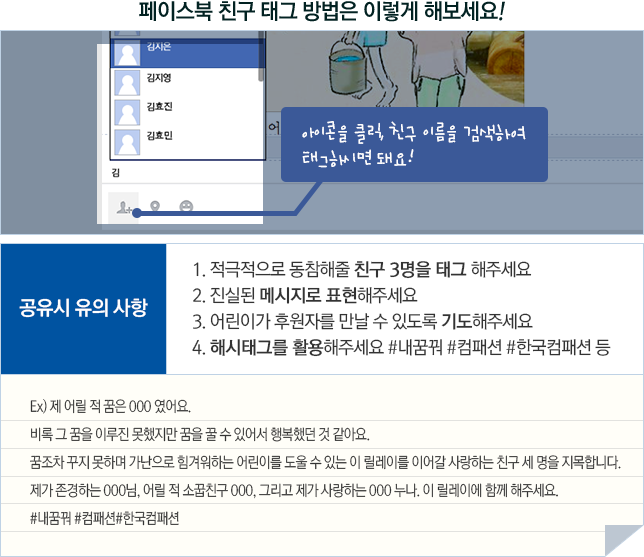 페이스북 친구 태그 방법은 이렇게 해보세요!
김시은
김지영
김효진
김효민
김
어
아이콘을 클릭, 친구 이름을 검색하여
태그하시면 돼요!
공유시 유의 사항
1. 적극적으로 동참해줄 친구 3명을 태그 해주세요
2. 진실된 메시지로 표현해주세요
3. 어린이가 후원자를 만날 수 있도록 기도해주세요
4. 해시태그를 활용해주세요 #내꿈꿔 #컴패션 #한국컴패션 등
Ex) 제 어릴 적 꿈은 000 였어요.
비록 그 꿈을 이루진 못했지만 꿈을 꿀 수 있어서 행복했던 것 같아요.
꿈조차 꾸지 못하며 가난으로 힘겨워하는 어린이를 도울 수 있는 이 릴레이를 이어갈 사랑하는 친구 세 명을 지목합니다.
제가 존경하는 000님, 어릴 적 소꿉친구 000, 그리고 제가 사랑하는 000 누나. 이 릴레이에 함께 해주세요.
#내꿈꿔 #컴패션#한국컴패션